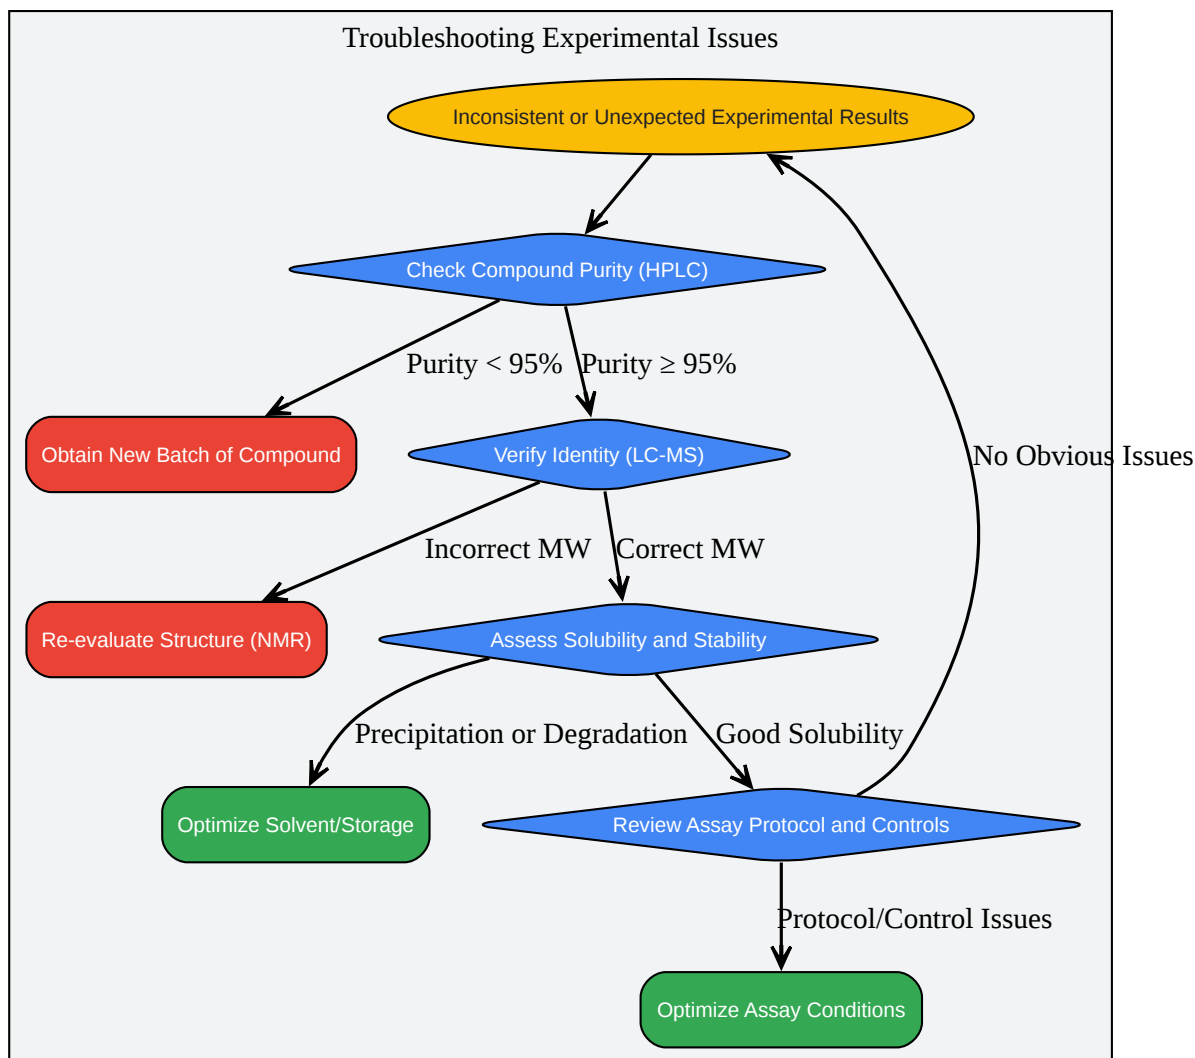 Troubleshooting Experimental Issues
Inconsistent or Unexpected Experimental Results
Check Compound Purity (HPLC)
Purity < 95%
Purity ≥ 95%
Obtain New Batch of Compound
Verify Identity (LC-MS)
No Obvious Issues
Incorrect MW
Correct MW
Re-evaluate Structure (NMR)
Assess Solubility and Stability
Precipitation or Degradation
Good Solubility
Optimize Solvent/Storage
Review Assay Protocol and Controls
Protocol/Control Issues
Optimize Assay Conditions